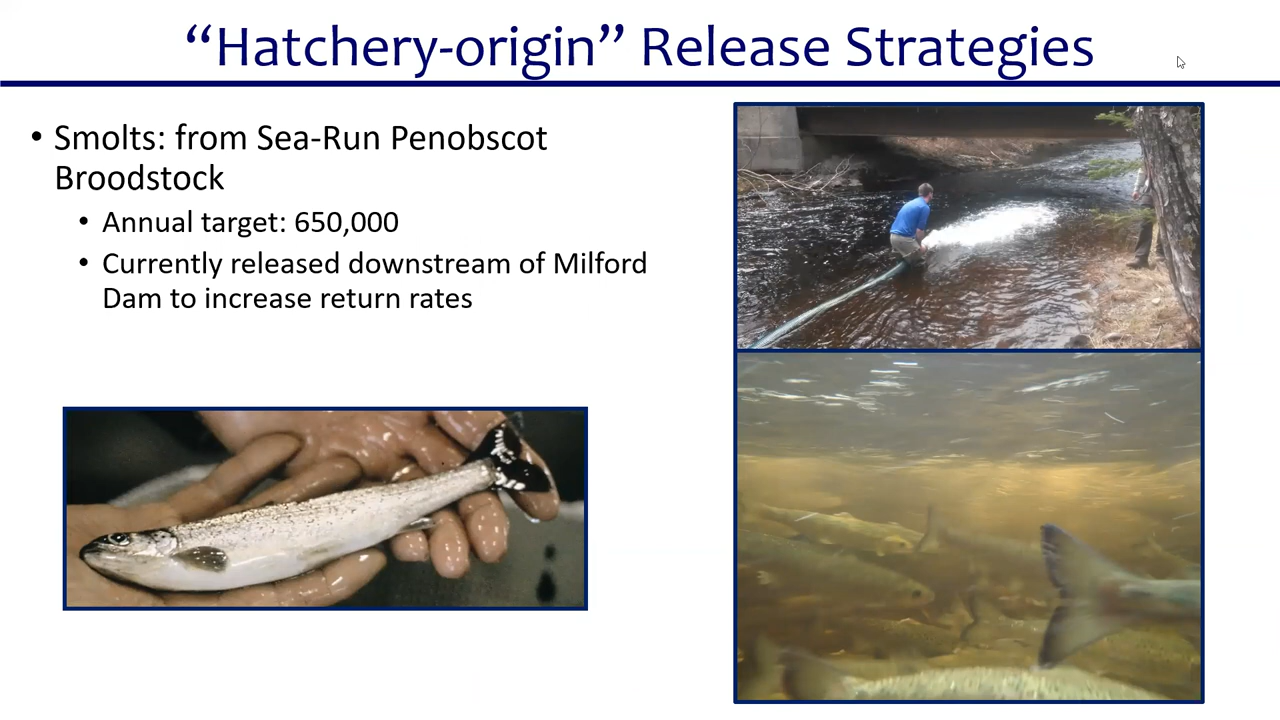 “Hatchery-origin” Release Strategies
• Smolts: from Sea-Run Penobscot
Broodstock
• Annual target: 650,000
• Currently released downstream of Milford
Dam to increase return rates